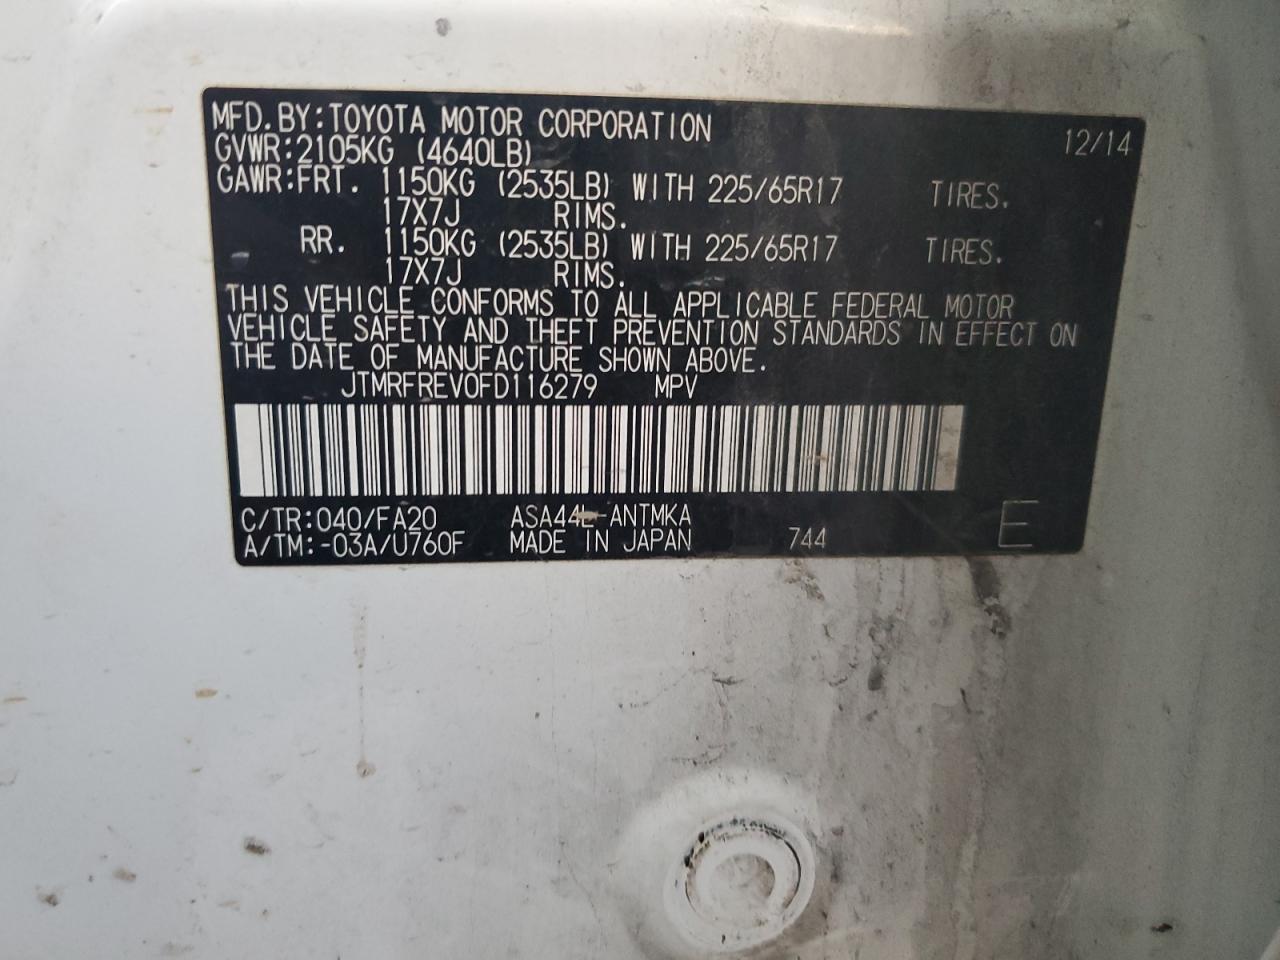 MFD.BY:TOYOTA MOTOR CORPORATION 12/14
GVWR:2105KG (4640LB)
GAWR:FRT. 1150KG (2535LB) WITH 225/65R17 TIRES.
17X7J RIMS.
RR. 1150KG (2535LB) WITH 225/65R17 TIRES.
17X7J RIMS.
THIS VEHICLE CONFORMS TO ALL APPLICABLE FEDERAL MOTOR
VEHICLE SAFETY AND THEFT PREVENTION STANDARDS IN EFFECT ON
THE DATE OF MANUFACTURE SHOWN ABOVE.
JTMRFREV0FD116279 MPV
C/TR:040/FA20 ASA44L-ANTMKA
A/TM:-03A/U760F MADE IN JAPAN 744 E